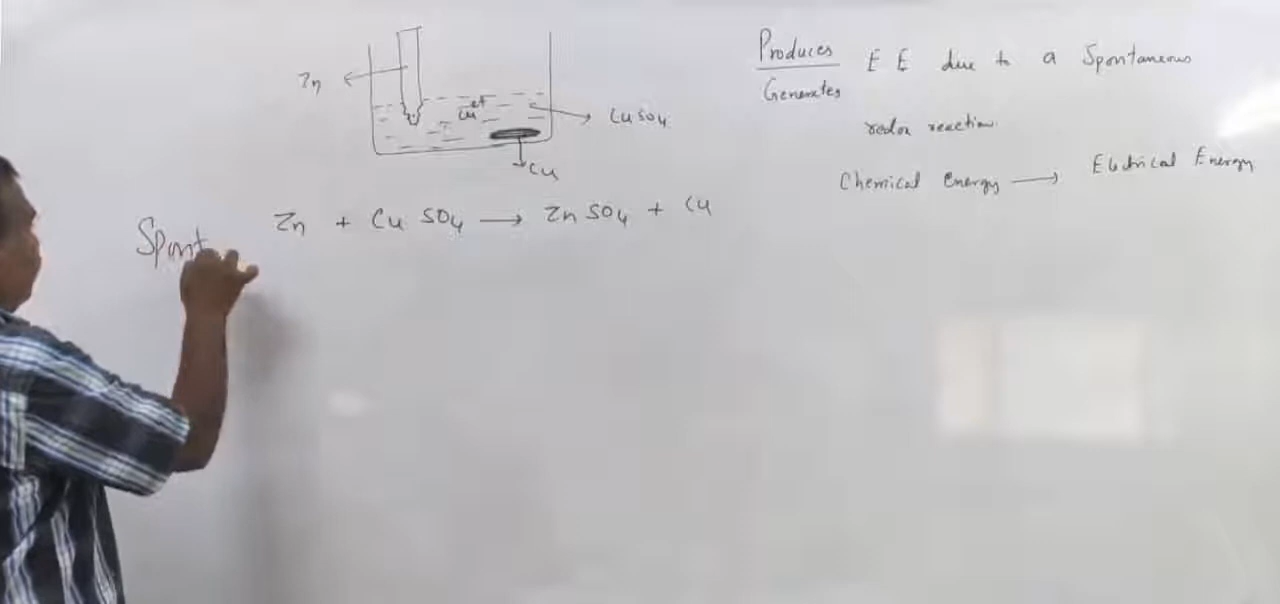 Zn
Cu²⁺
CuSO₄
Cu
Zn + CuSO₄ → ZnSO₄ + Cu
Spont
Produces
Generates
E E due to a Spontaneous
redox reaction
Chemical energy → Electrical Energy